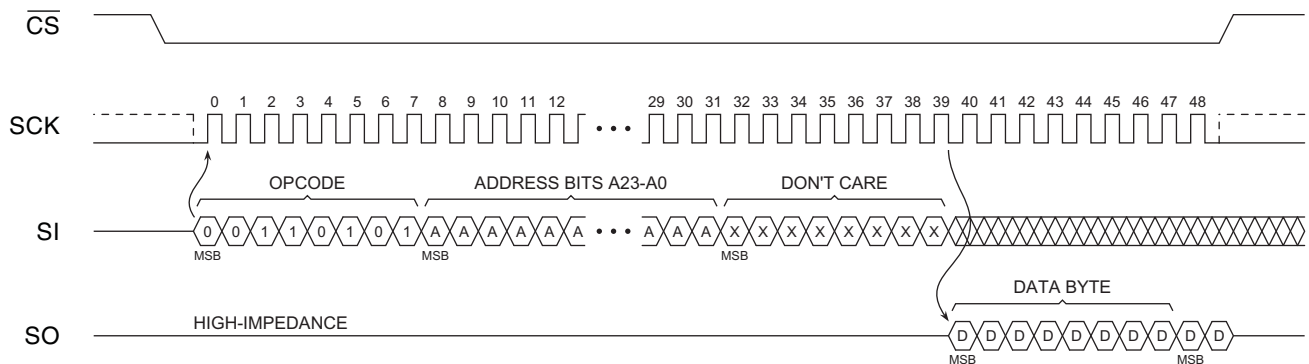 CS
0 1 2 3 4 5 6 7 8 9 10 11 12 29 30 31 32 33 34 35 36 37 38 39 40 41 42 43 44 45 46 47 48
SCK
OPCODE ADDRESS BITS A23-A0 DON'T CARE
SI 0 0 1 1 0 1 0 1 A A A A A A A A A X X X X X X X X
MSB MSB MSB
DATA BYTE
HIGH-IMPEDANCE
SO D D D D D D D D D D
MSB MSB